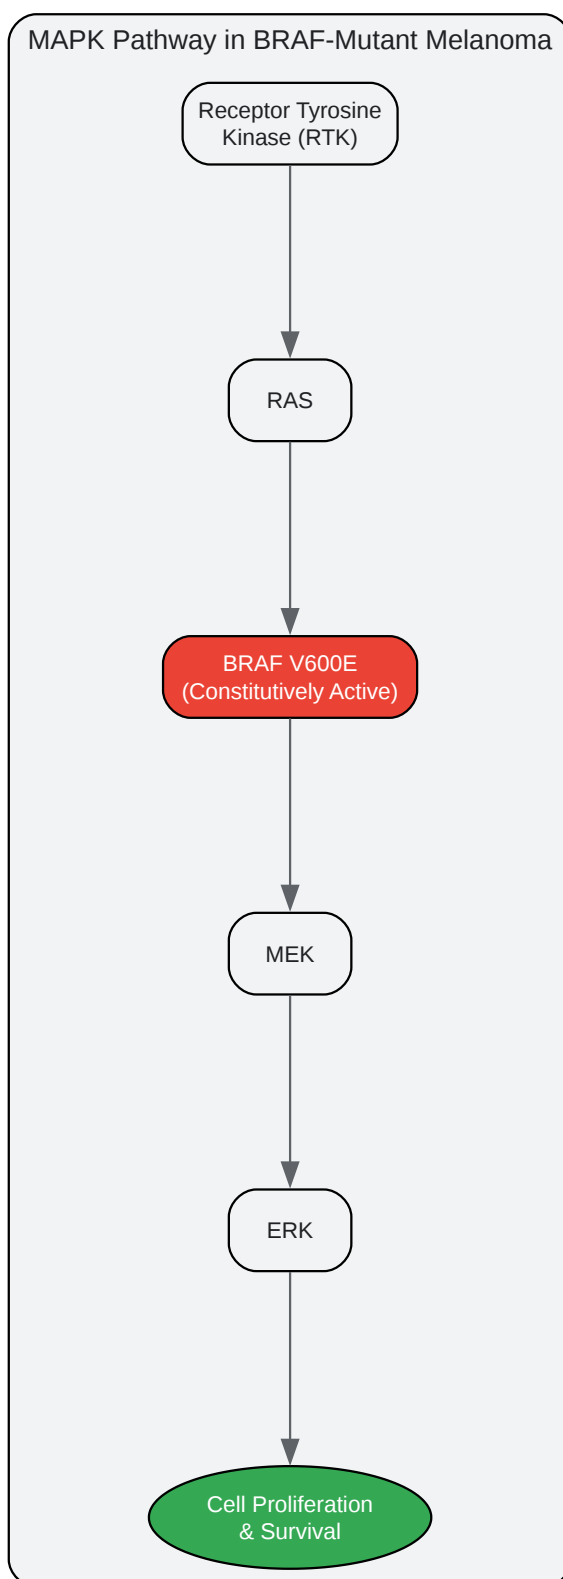 MAPK Pathway in BRAF-Mutant Melanoma
Receptor Tyrosine
Kinase (RTK)
RAS
BRAF V600E
(Constitutively Active)
MEK
ERK
Cell Proliferation
& Survival